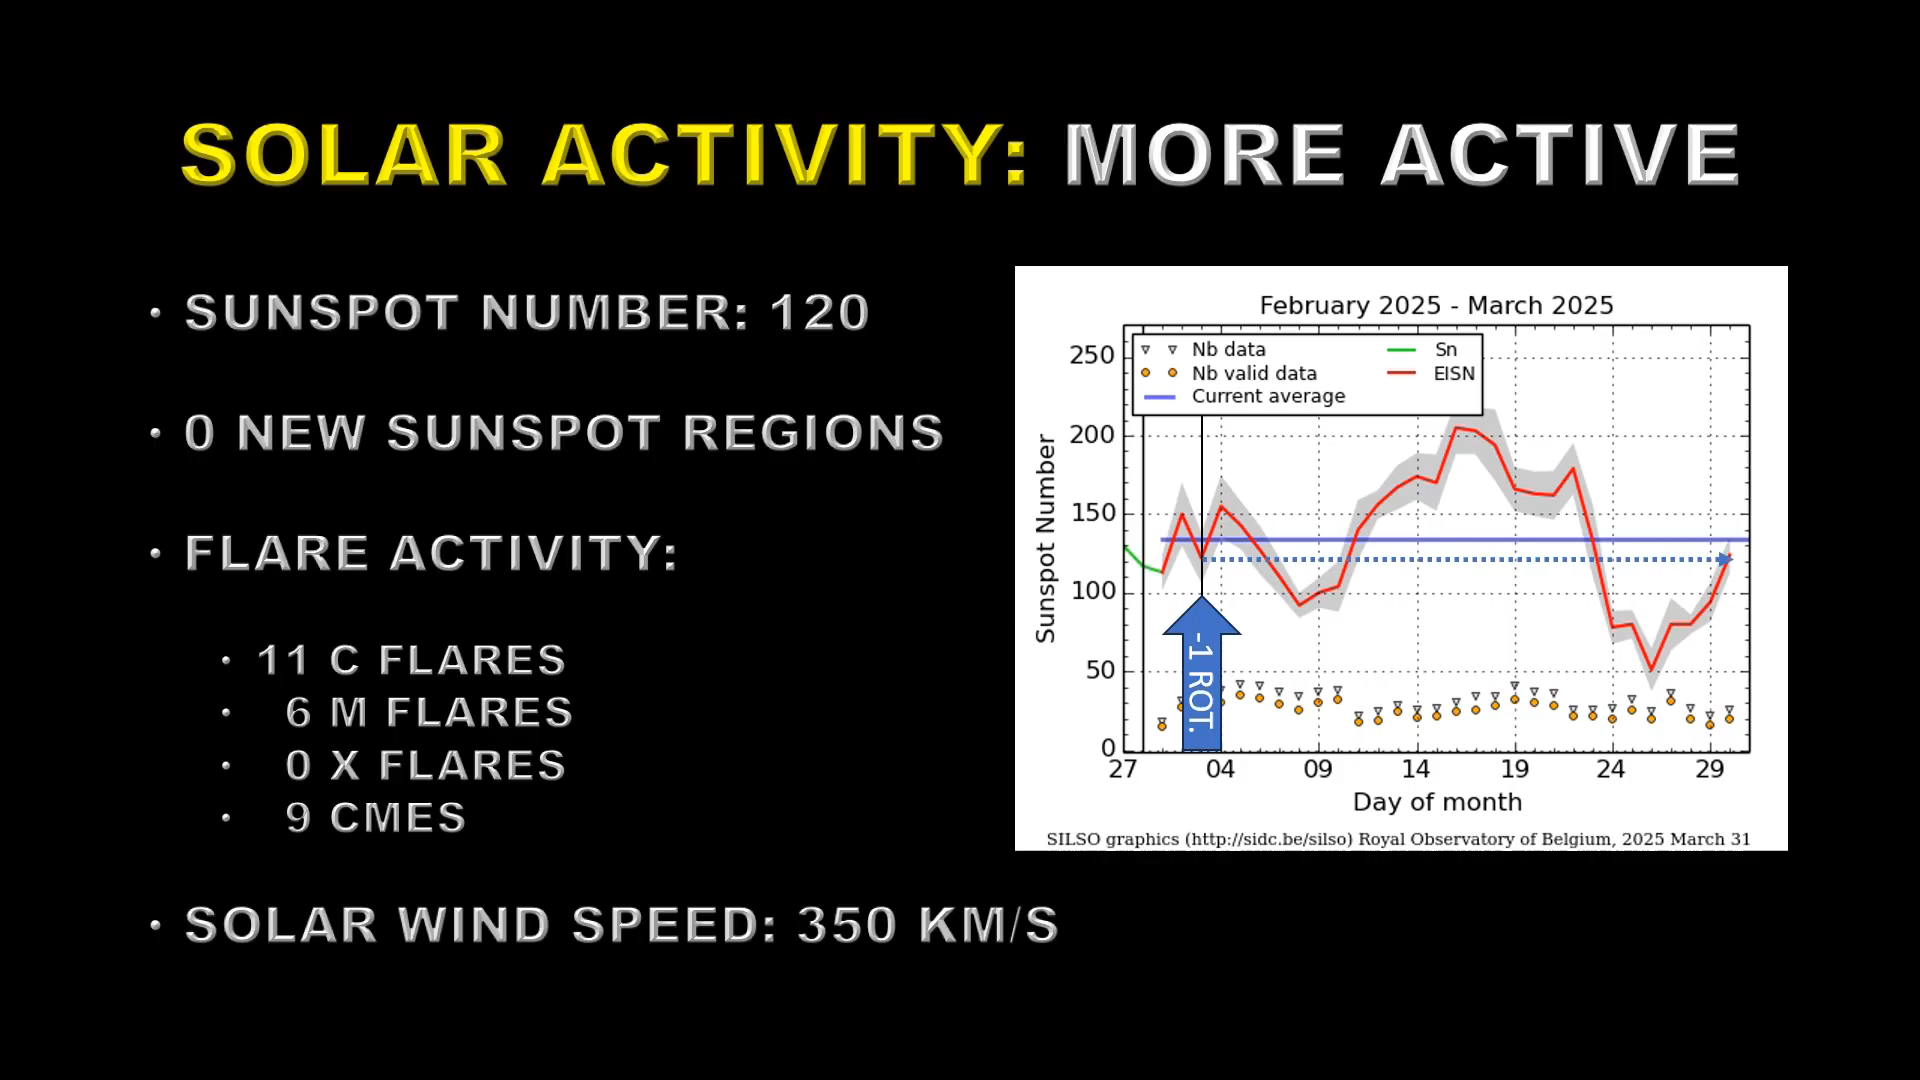 SOLAR ACTIVITY: MORE ACTIVE
• SUNSPOT NUMBER: 120
• 0 NEW SUNSPOT REGIONS
• FLARE ACTIVITY:
• 11 C FLARES
• 6 M FLARES
• 0 X FLARES
• 9 CMES
• SOLAR WIND SPEED: 350 KM/S
February 2025 - March 2025
Nb data
Nb valid data
Current average
Sn
EISN
Sunspot Number
250
200
150
100
50
0
-1 ROT.
27 04 09 14 19 24 29
Day of month
SILSO graphics (http://sidc.be/silso) Royal Observatory of Belgium, 2025 March 31